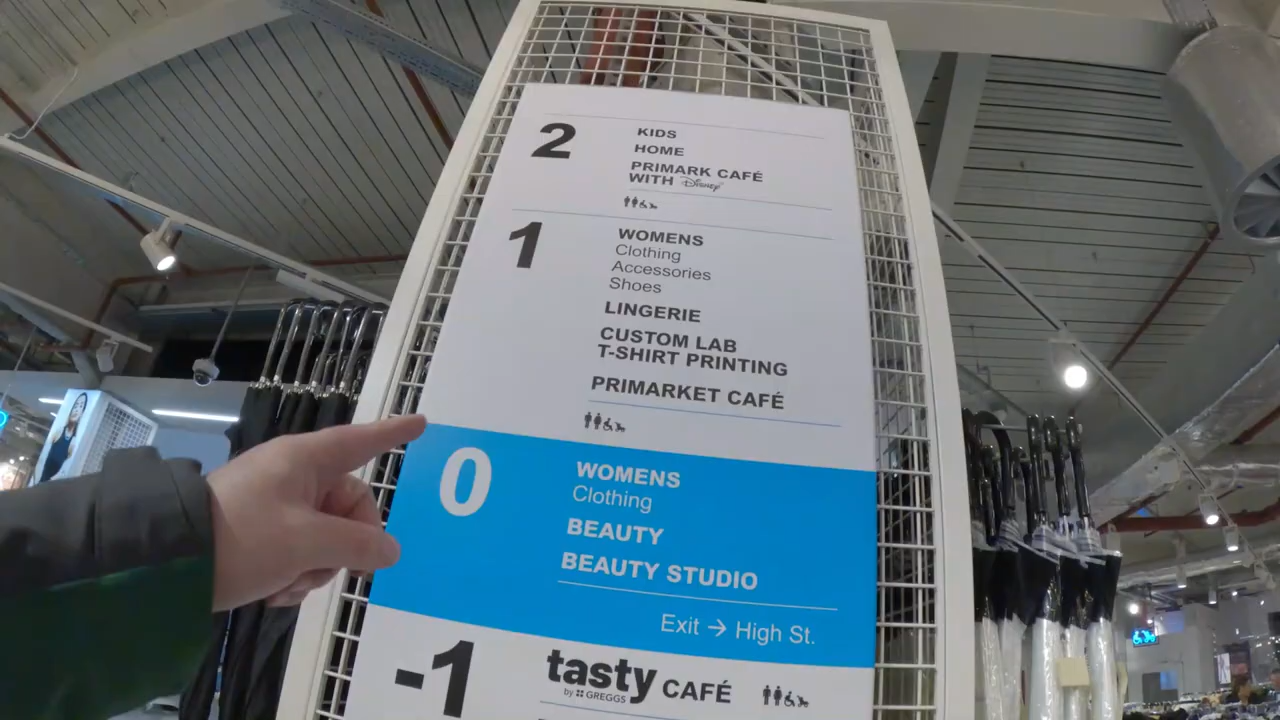 2
KIDS
HOME
PRIMARK CAFÉ
WITH Disney
1
WOMENS
Clothing
Accessories
Shoes
LINGERIE
CUSTOM LAB
T-SHIRT PRINTING
PRIMARKET CAFÉ
0
WOMENS
Clothing
BEAUTY
BEAUTY STUDIO
Exit → High St.
-1
tasty CAFÉ
by GREGGS